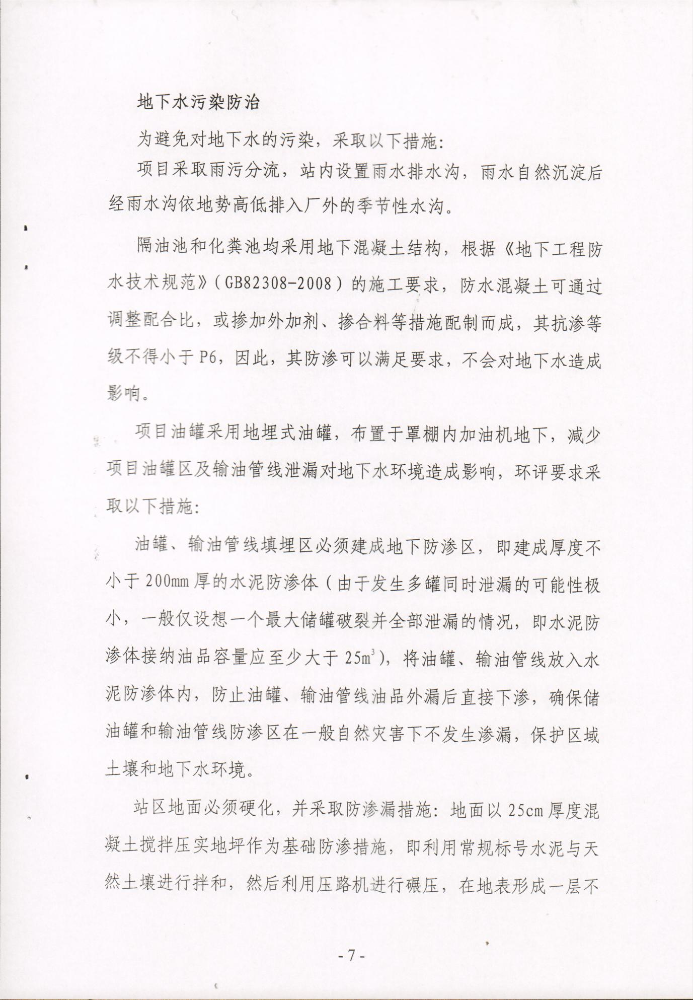 地下水污染防治
为避免对地下水的污染，采取以下措施：
项目采取雨污分流，站内设置雨水排水沟，雨水自然沉淀后
经雨水沟依地势高低排入厂外的季节性水沟。
隔油池和化粪池均采用地下混凝土结构，根据《地下工程防
水技术规范》（GB82308-2008）的施工要求，防水混凝土可通过
调整配合比，或掺加外加剂、掺合料等措施配制而成，其抗渗等
级不得小于 P6，因此，其防渗可以满足要求，不会对地下水造成
影响。
项目油罐采用地埋式油罐，布置于罩棚内加油机地下，减少
项目油罐区及输油管线泄漏对地下水环境造成影响，环评要求采
取以下措施：
油罐、输油管线填埋区必须建成地下防渗区，即建成厚度不
小于 200mm 厚的水泥防渗体（由于发生多罐同时泄漏的可能性极
小，一般仅设想一个最大储罐破裂并全部泄漏的情况，即水泥防
渗体接纳油品容量应至少大于 25m³），将油罐、输油管线放入水
泥防渗体内，防止油罐、输油管线油品外漏后直接下渗，确保储
油罐和输油管线防渗区在一般自然灾害下不发生渗漏，保护区域
土壤和地下水环境。
站区地面必须硬化，并采取防渗漏措施：地面以 25cm 厚度混
凝土搅拌压实地坪作为基础防渗措施，即利用常规标号水泥与天
然土壤进行拌和，然后利用压路机进行碾压，在地表形成一层不
- 7 -